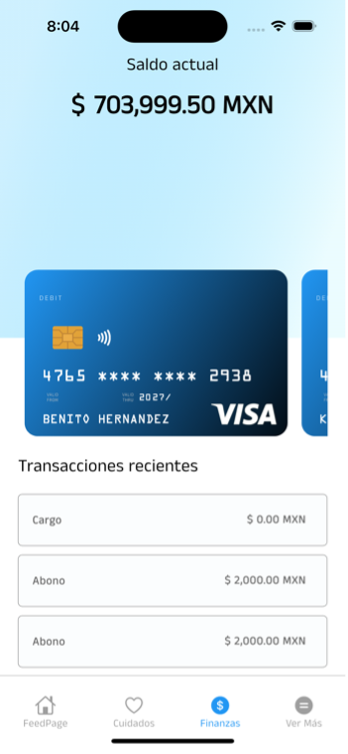 8:04
Saldo actual
$ 703,999.50 MXN
DEBIT
DE
4765 **** **** 2938
4
VALID
FROM
VALID
THRU
2027/
BENITO HERNANDEZ
VISA
K
Transacciones recientes
Cargo
$ 0.00 MXN
Abono
$ 2,000.00 MXN
Abono
$ 2,000.00 MXN
FeedPage
Cuidados
Finanzas
Ver Más